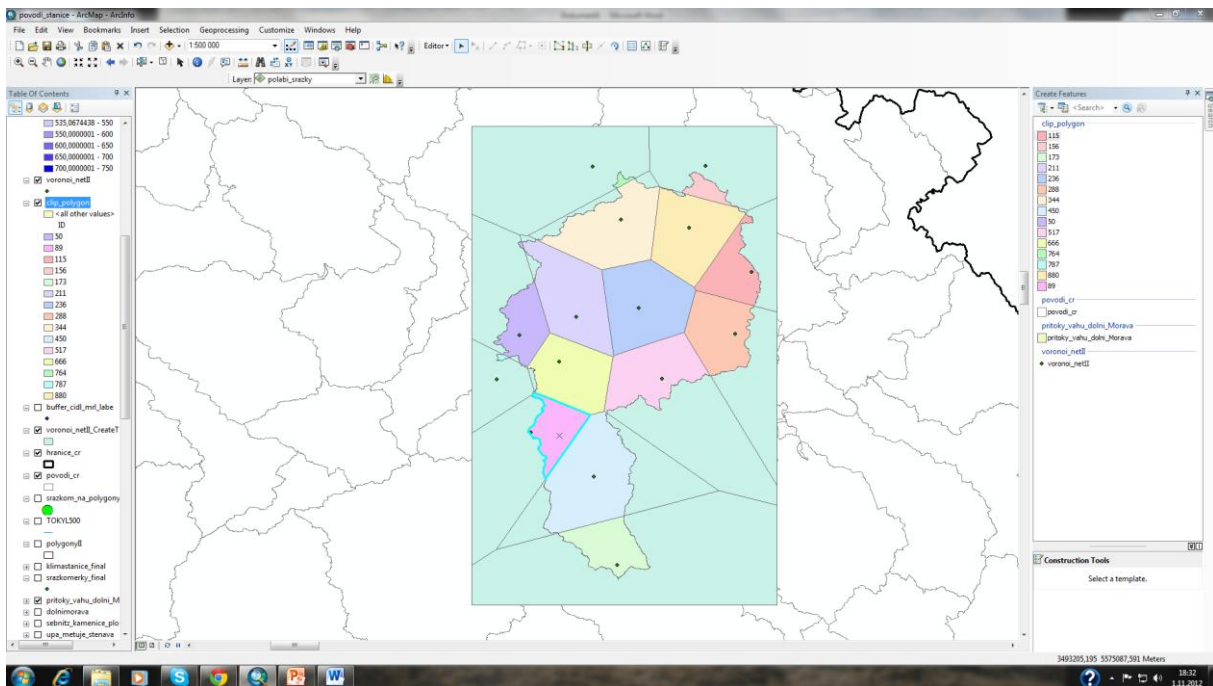 povodi_stanice - ArcMap - ArcInfo
File Edit View Bookmarks Insert Selection Geoprocessing Customize Windows Help
1:500 000
Editor
Layer: polabi_srazky
Table Of Contents
535,0674438 - 550
550,0000001 - 600
600,0000001 - 650
650,0000001 - 700
700,0000001 - 750
voronoi_netII
clip_polygon
<all other values>
ID
50
89
115
156
173
211
236
288
344
450
517
666
764
787
880
buffer_cidl_mrl_labe
voronoi_netII_CreateT
hranice_cr
povodi_cr
srazkom_na_polygony
TOKYL500
polygonyII
klimastanice_final
srazkomerky_final
pritoky_vahu_dolni_M
dolnimorava
sebnitz_kamenice_plo
upa_metuje_stenava
Create Features
<Search>
clip_polygon
115
156
173
211
236
288
344
450
50
517
666
764
787
880
89
povodi_cr
povodi_cr
pritoky_vahu_dolni_Morava
pritoky_vahu_dolni_Morava
voronoi_netII
voronoi_netII
Construction Tools
Select a template.
Search
3493205,195 5575087,591 Meters
18:32
1.11.2012